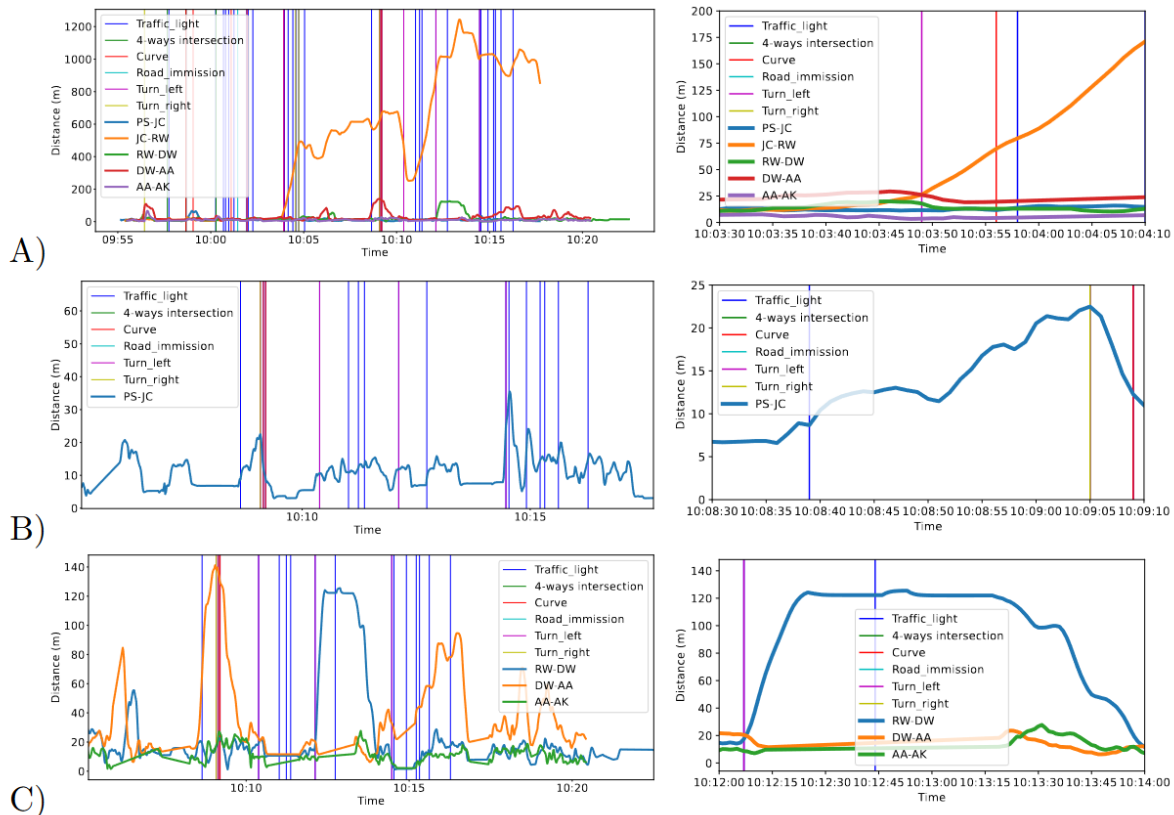 Traffic_light
4-ways intersection
Curve
Road_immission
Turn_left
Turn_right
PS-JC
JC-RW
RW-DW
DW-AA
AA-AK
Distance (m)
1200
1000
800
600
400
200
0
09:55 10:00 10:05 10:10 10:15 10:20
Time
A)
Traffic_light
4-ways intersection
Curve
Road_immission
Turn_left
Turn_right
PS-JC
JC-RW
RW-DW
DW-AA
AA-AK
Distance (m)
200
175
150
125
100
75
50
25
0
10:03:30 10:03:35 10:03:40 10:03:45 10:03:50 10:03:55 10:04:00 10:04:05 10:04:10
Time
Traffic_light
4-ways intersection
Curve
Road_immission
Turn_left
Turn_right
PS-JC
Distance (m)
60
50
40
30
20
10
0
10:10 10:15
Time
B)
Traffic_light
4-ways intersection
Curve
Road_immission
Turn_left
Turn_right
PS-JC
Distance (m)
25
20
15
10
5
0
10:08:30 10:08:35 10:08:40 10:08:45 10:08:50 10:08:55 10:09:00 10:09:05 10:09:10
Time
Traffic_light
4-ways intersection
Curve
Road_immission
Turn_left
Turn_right
RW-DW
DW-AA
AA-AK
Distance (m)
140
120
100
80
60
40
20
0
10:10 10:15 10:20
Time
C)
Traffic_light
4-ways intersection
Curve
Road_immission
Turn_left
Turn_right
RW-DW
DW-AA
AA-AK
Distance (m)
140
120
100
80
60
40
20
0
10:12:00 10:12:15 10:12:30 10:12:45 10:13:00 10:13:15 10:13:30 10:13:45 10:14:00
Time